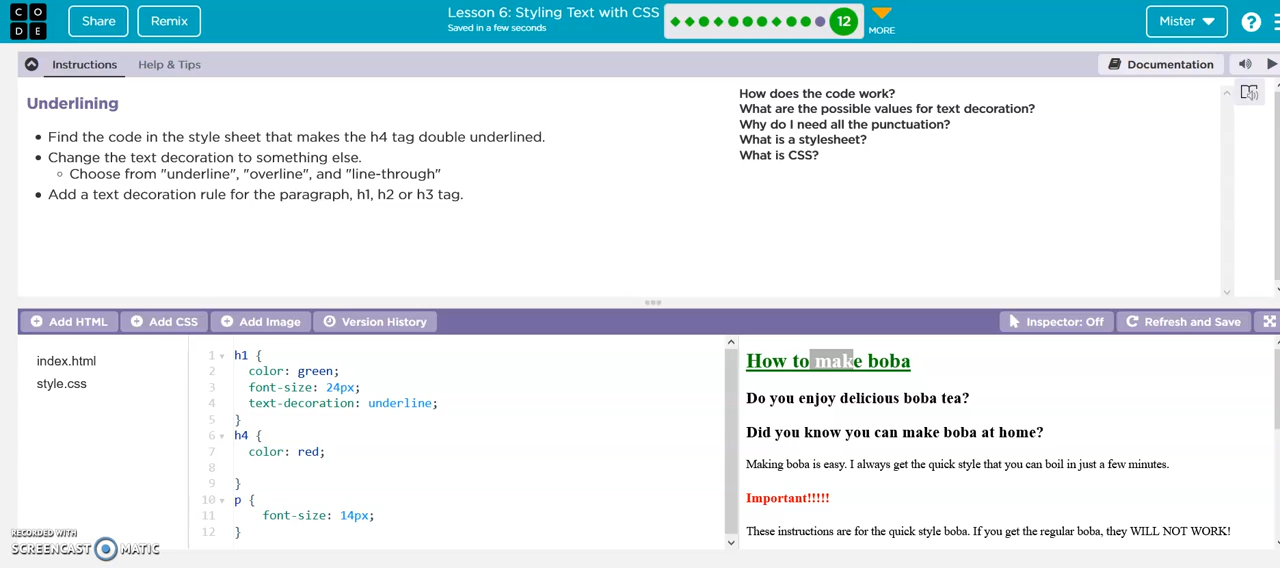 C O
D E
Share
Remix
Lesson 6: Styling Text with CSS
Saved in a few seconds
12
MORE
Mister
?
Instructions
Help & Tips
Documentation
Underlining
Find the code in the style sheet that makes the h4 tag double underlined.
Change the text decoration to something else.
Choose from "underline", "overline", and "line-through"
Add a text decoration rule for the paragraph, h1, h2 or h3 tag.
How does the code work?
What are the possible values for text decoration?
Why do I need all the punctuation?
What is a stylesheet?
What is CSS?
Add HTML
Add CSS
Add Image
Version History
Inspector: Off
Refresh and Save
index.html
style.css
1 h1 {
2 color: green;
3 font-size: 24px;
4 text-decoration: underline;
5 }
6 h4 {
7 color: red;
8
9 }
10 p {
11 font-size: 14px;
12 }
How to make boba
Do you enjoy delicious boba tea?
Did you know you can make boba at home?
Making boba is easy. I always get the quick style that you can boil in just a few minutes.
Important!!!!!
These instructions are for the quick style boba. If you get the regular boba, they WILL NOT WORK!
RECORDED WITH
SCREENCAST MATIC